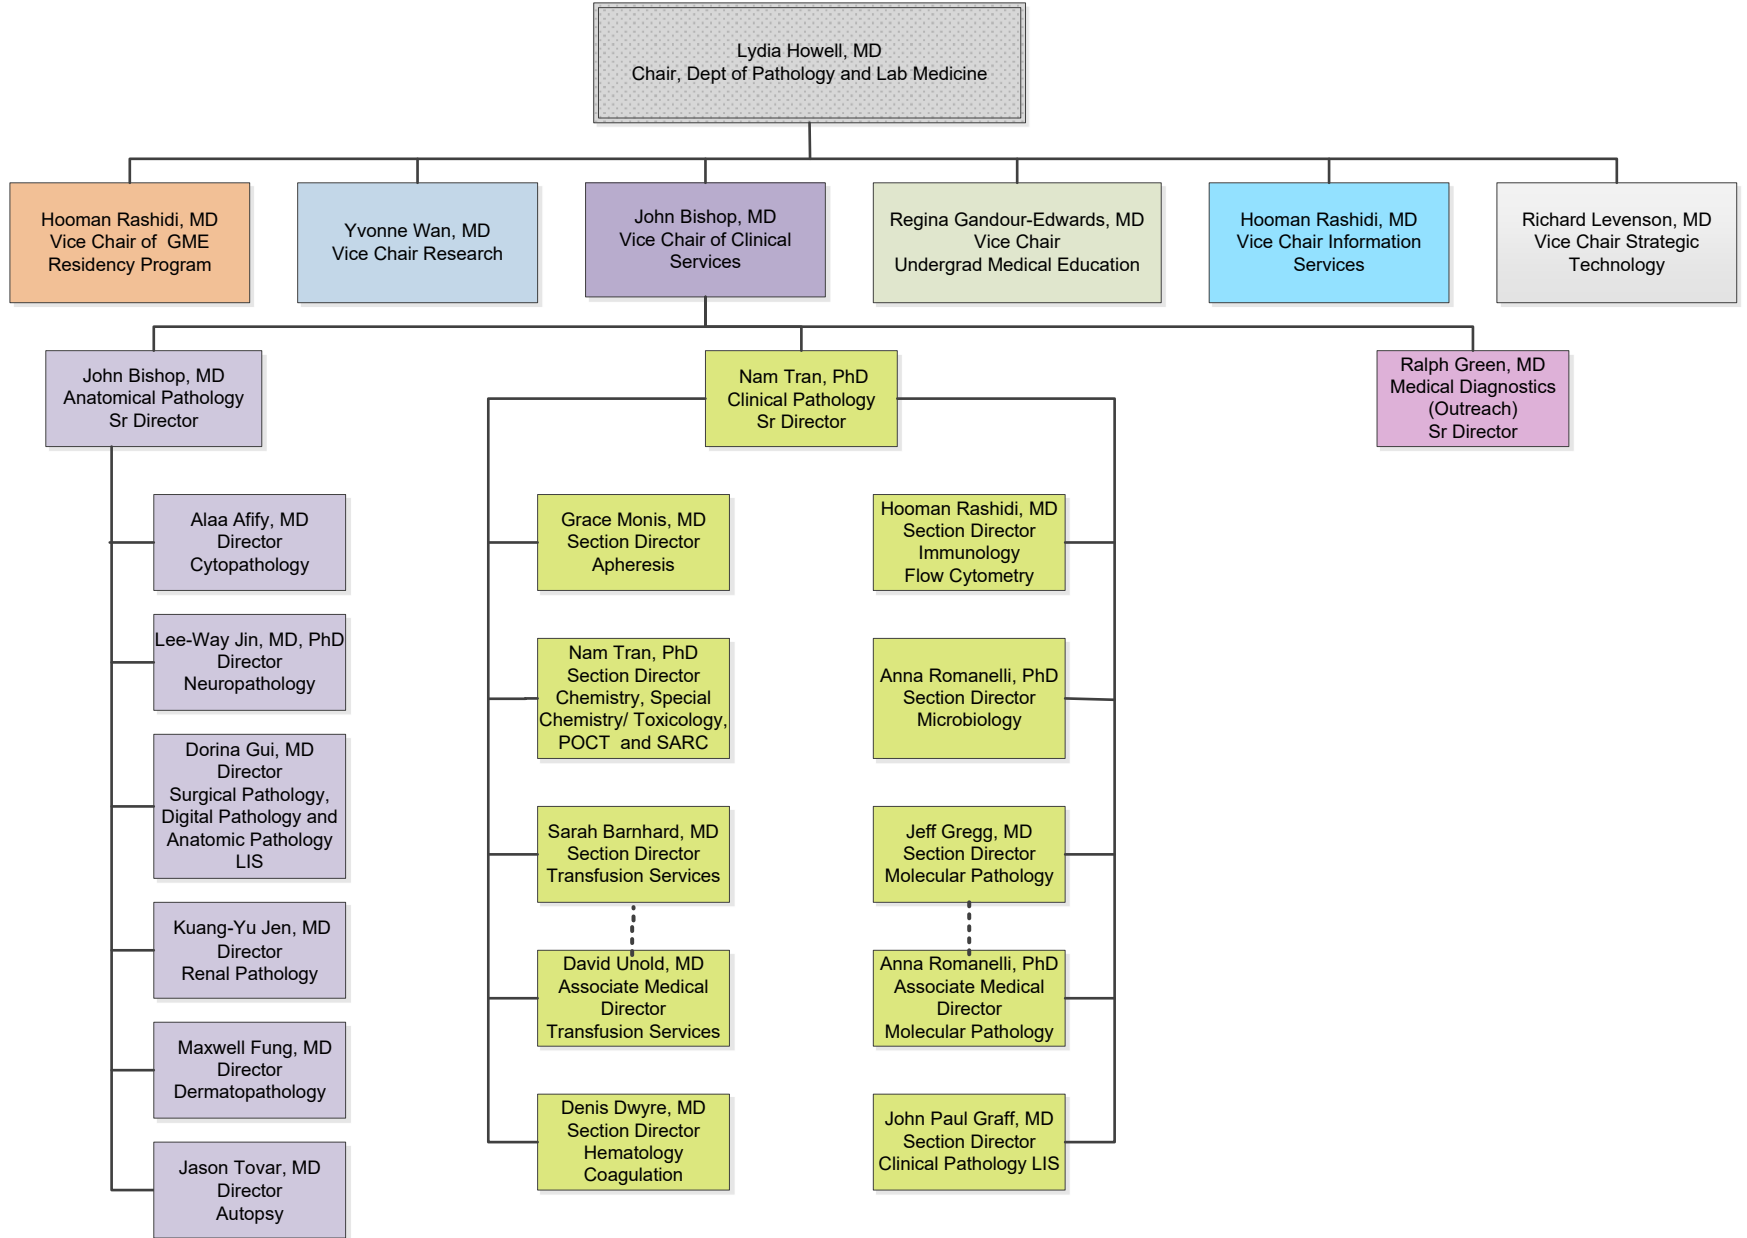 Lydia Howell, MD
Chair, Dept of Pathology and Lab Medicine
Hooman Rashidi, MD
Vice Chair of  GME
Residency Program
Yvonne Wan, MD
Vice Chair Research
John Bishop, MD
Vice Chair of Clinical
Services
Regina Gandour-Edwards, MD
Vice Chair
Undergrad Medical Education
Hooman Rashidi, MD
Vice Chair Information
Services
Richard Levenson, MD
Vice Chair Strategic
Technology
John Bishop, MD
Anatomical Pathology
Sr Director
Nam Tran, PhD
Clinical Pathology
Sr Director
Ralph Green, MD
Medical Diagnostics
(Outreach)
Sr Director
Alaa Afify, MD
Director
Cytopathology
Lee-Way Jin, MD, PhD
Director
Neuropathology
Dorina Gui, MD
Director
Surgical Pathology,
Digital Pathology and
Anatomic Pathology
LIS
Kuang-Yu Jen, MD
Director
Renal Pathology
Maxwell Fung, MD
Director
Dermatopathology
Jason Tovar, MD
Director
Autopsy
Grace Monis, MD
Section Director
Apheresis
Nam Tran, PhD
Section Director
Chemistry, Special
Chemistry/ Toxicology,
POCT  and SARC
Sarah Barnhard, MD
Section Director
Transfusion Services
David Unold, MD
Associate Medical
Director
Transfusion Services
Denis Dwyre, MD
Section Director
Hematology
Coagulation
Hooman Rashidi, MD
Section Director
Immunology
Flow Cytometry
Anna Romanelli, PhD
Section Director
Microbiology
Jeff Gregg, MD
Section Director
Molecular Pathology
Anna Romanelli, PhD
Associate Medical
Director
Molecular Pathology
John Paul Graff, MD
Section Director
Clinical Pathology LIS